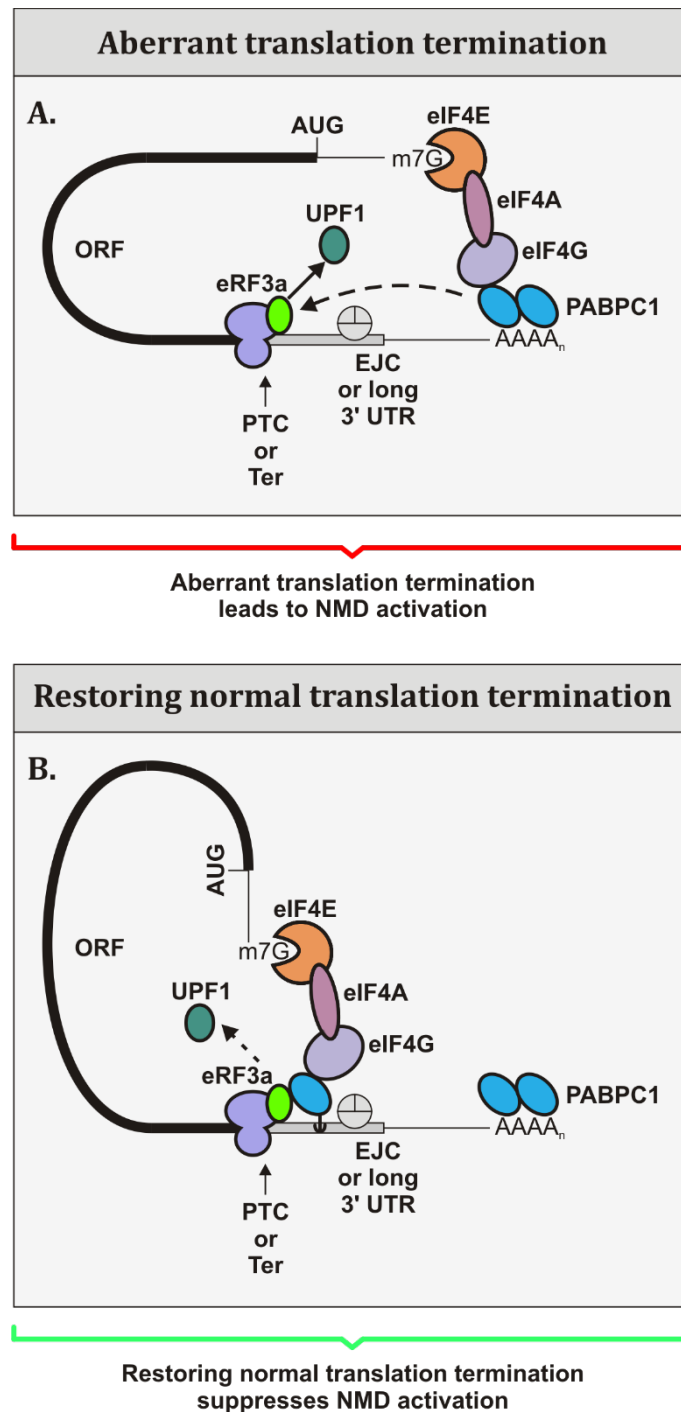 Aberrant translation termination
A.
AUG
m7G
eIF4E
eIF4A
UPF1
ORF
eIF4G
eRF3a
PABPC1
AAAAn
EJC
or long
3' UTR
PTC
or
Ter
Aberrant translation termination
leads to NMD activation
Restoring normal translation termination
B.
AUG
eIF4E
m7G
ORF
UPF1
eIF4A
eIF4G
eRF3a
PABPC1
AAAAn
EJC
or long
3' UTR
PTC
or
Ter
Restoring normal translation termination
suppresses NMD activation